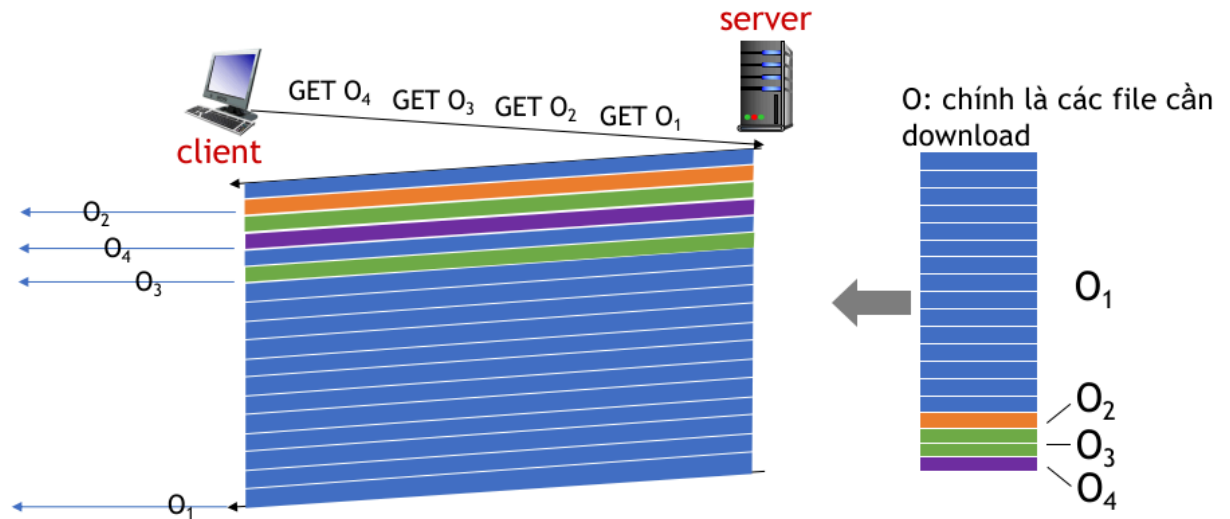 server
client
GET O₄
GET O₃
GET O₂
GET O₁
O: chính là các file cần
download
O₂
O₄
O₃
O₁
O₁
O₂
O₃
O₄